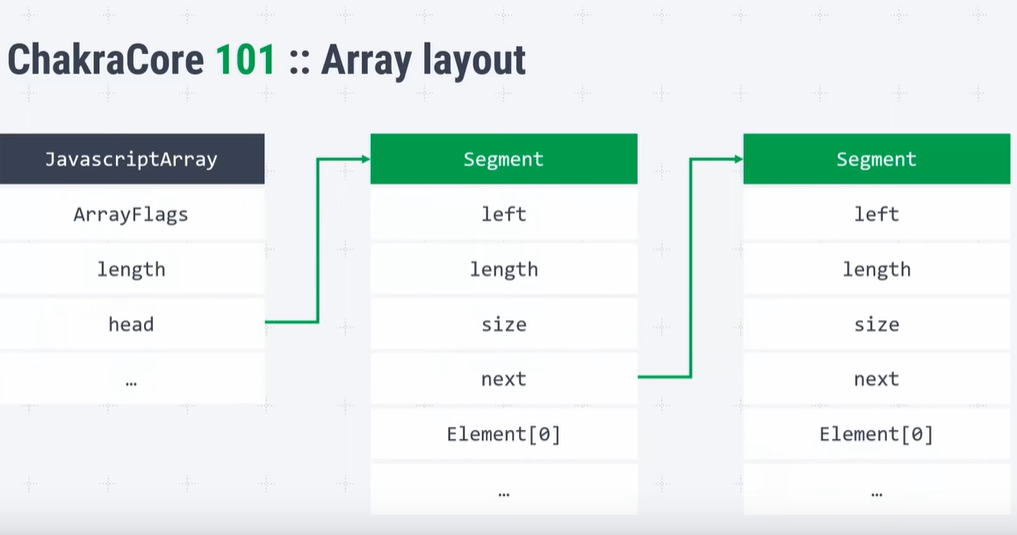 ChakraCore 101 :: Array layout
JavascriptArray
ArrayFlags
length
head
…
Segment
left
length
size
next
Element[0]
…
Segment
left
length
size
next
Element[0]
…